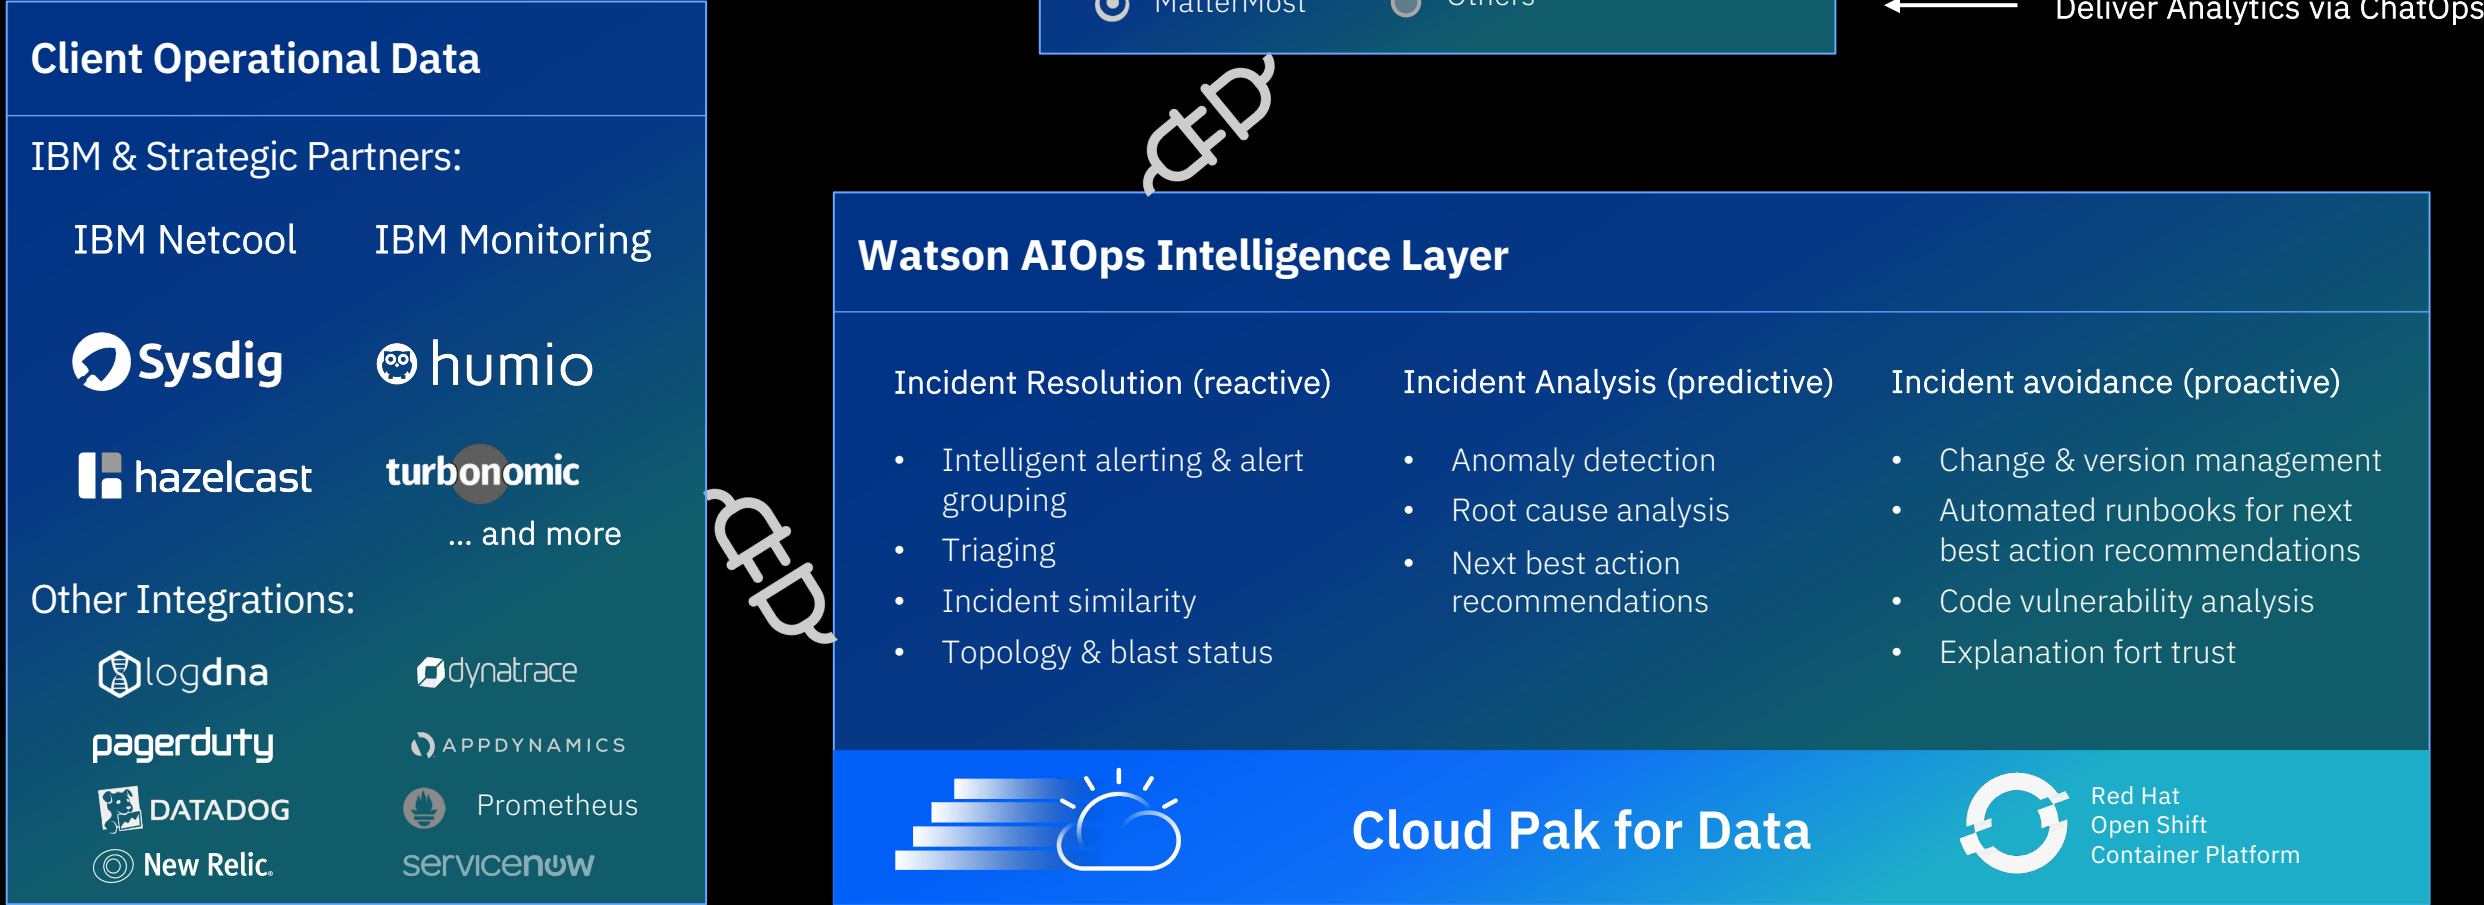 MatterMost
Others
Deliver Analytics via ChatOps
Client Operational Data
IBM & Strategic Partners:
IBM Netcool
IBM Monitoring
Sysdig
humio
hazelcast
turbonomic
... and more
Other Integrations:
logdna
dynatrace
pagerduty
APPDYNAMICS
DATADOG
Prometheus
New Relic.
servicenow
Watson AIOps Intelligence Layer
Incident Resolution (reactive)
• Intelligent alerting & alert
grouping
• Triaging
• Incident similarity
• Topology & blast status
Incident Analysis (predictive)
• Anomaly detection
• Root cause analysis
• Next best action
recommendations
Incident avoidance (proactive)
• Change & version management
• Automated runbooks for next
best action recommendations
• Code vulnerability analysis
• Explanation fort trust
Cloud Pak for Data
Red Hat
Open Shift
Container Platform